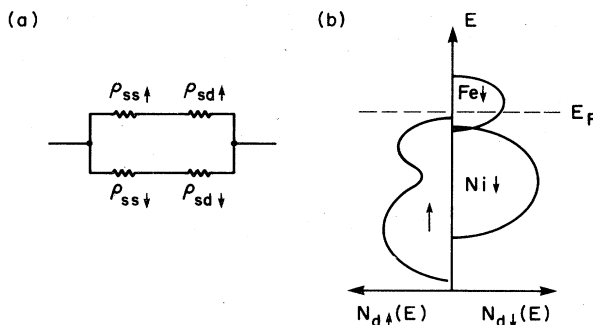 (a)
ρss↑ ρsd↑
ρss↓ ρsd↓
(b)
E
Fe↓
EF
Ni↓
↑
Nd↑(E) Nd↓(E)